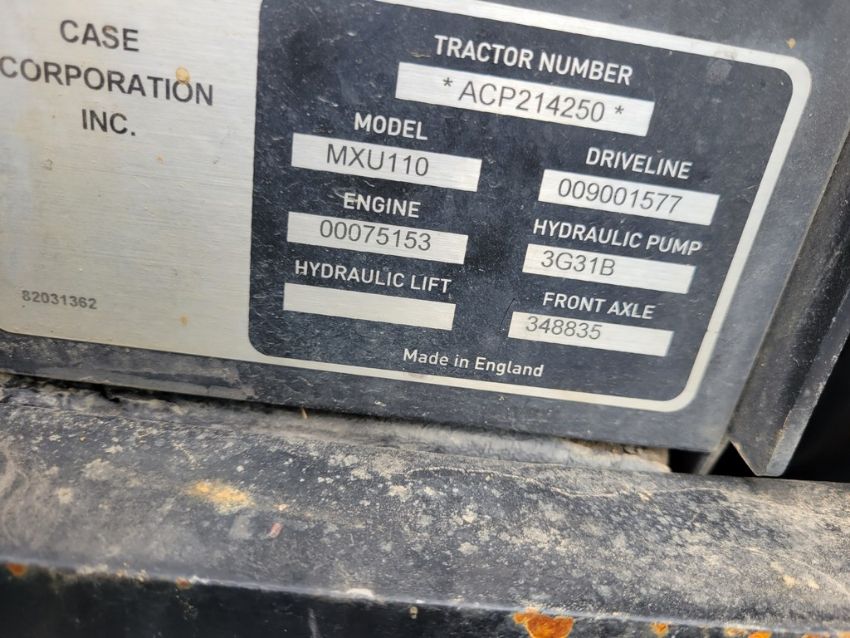 CASE
CORPORATION
INC.
82031362
TRACTOR NUMBER
* ACP214250 *
MODEL
MXU110
DRIVELINE
009001577
ENGINE
00075153
HYDRAULIC PUMP
3G31B
HYDRAULIC LIFT
FRONT AXLE
348835
Made in England